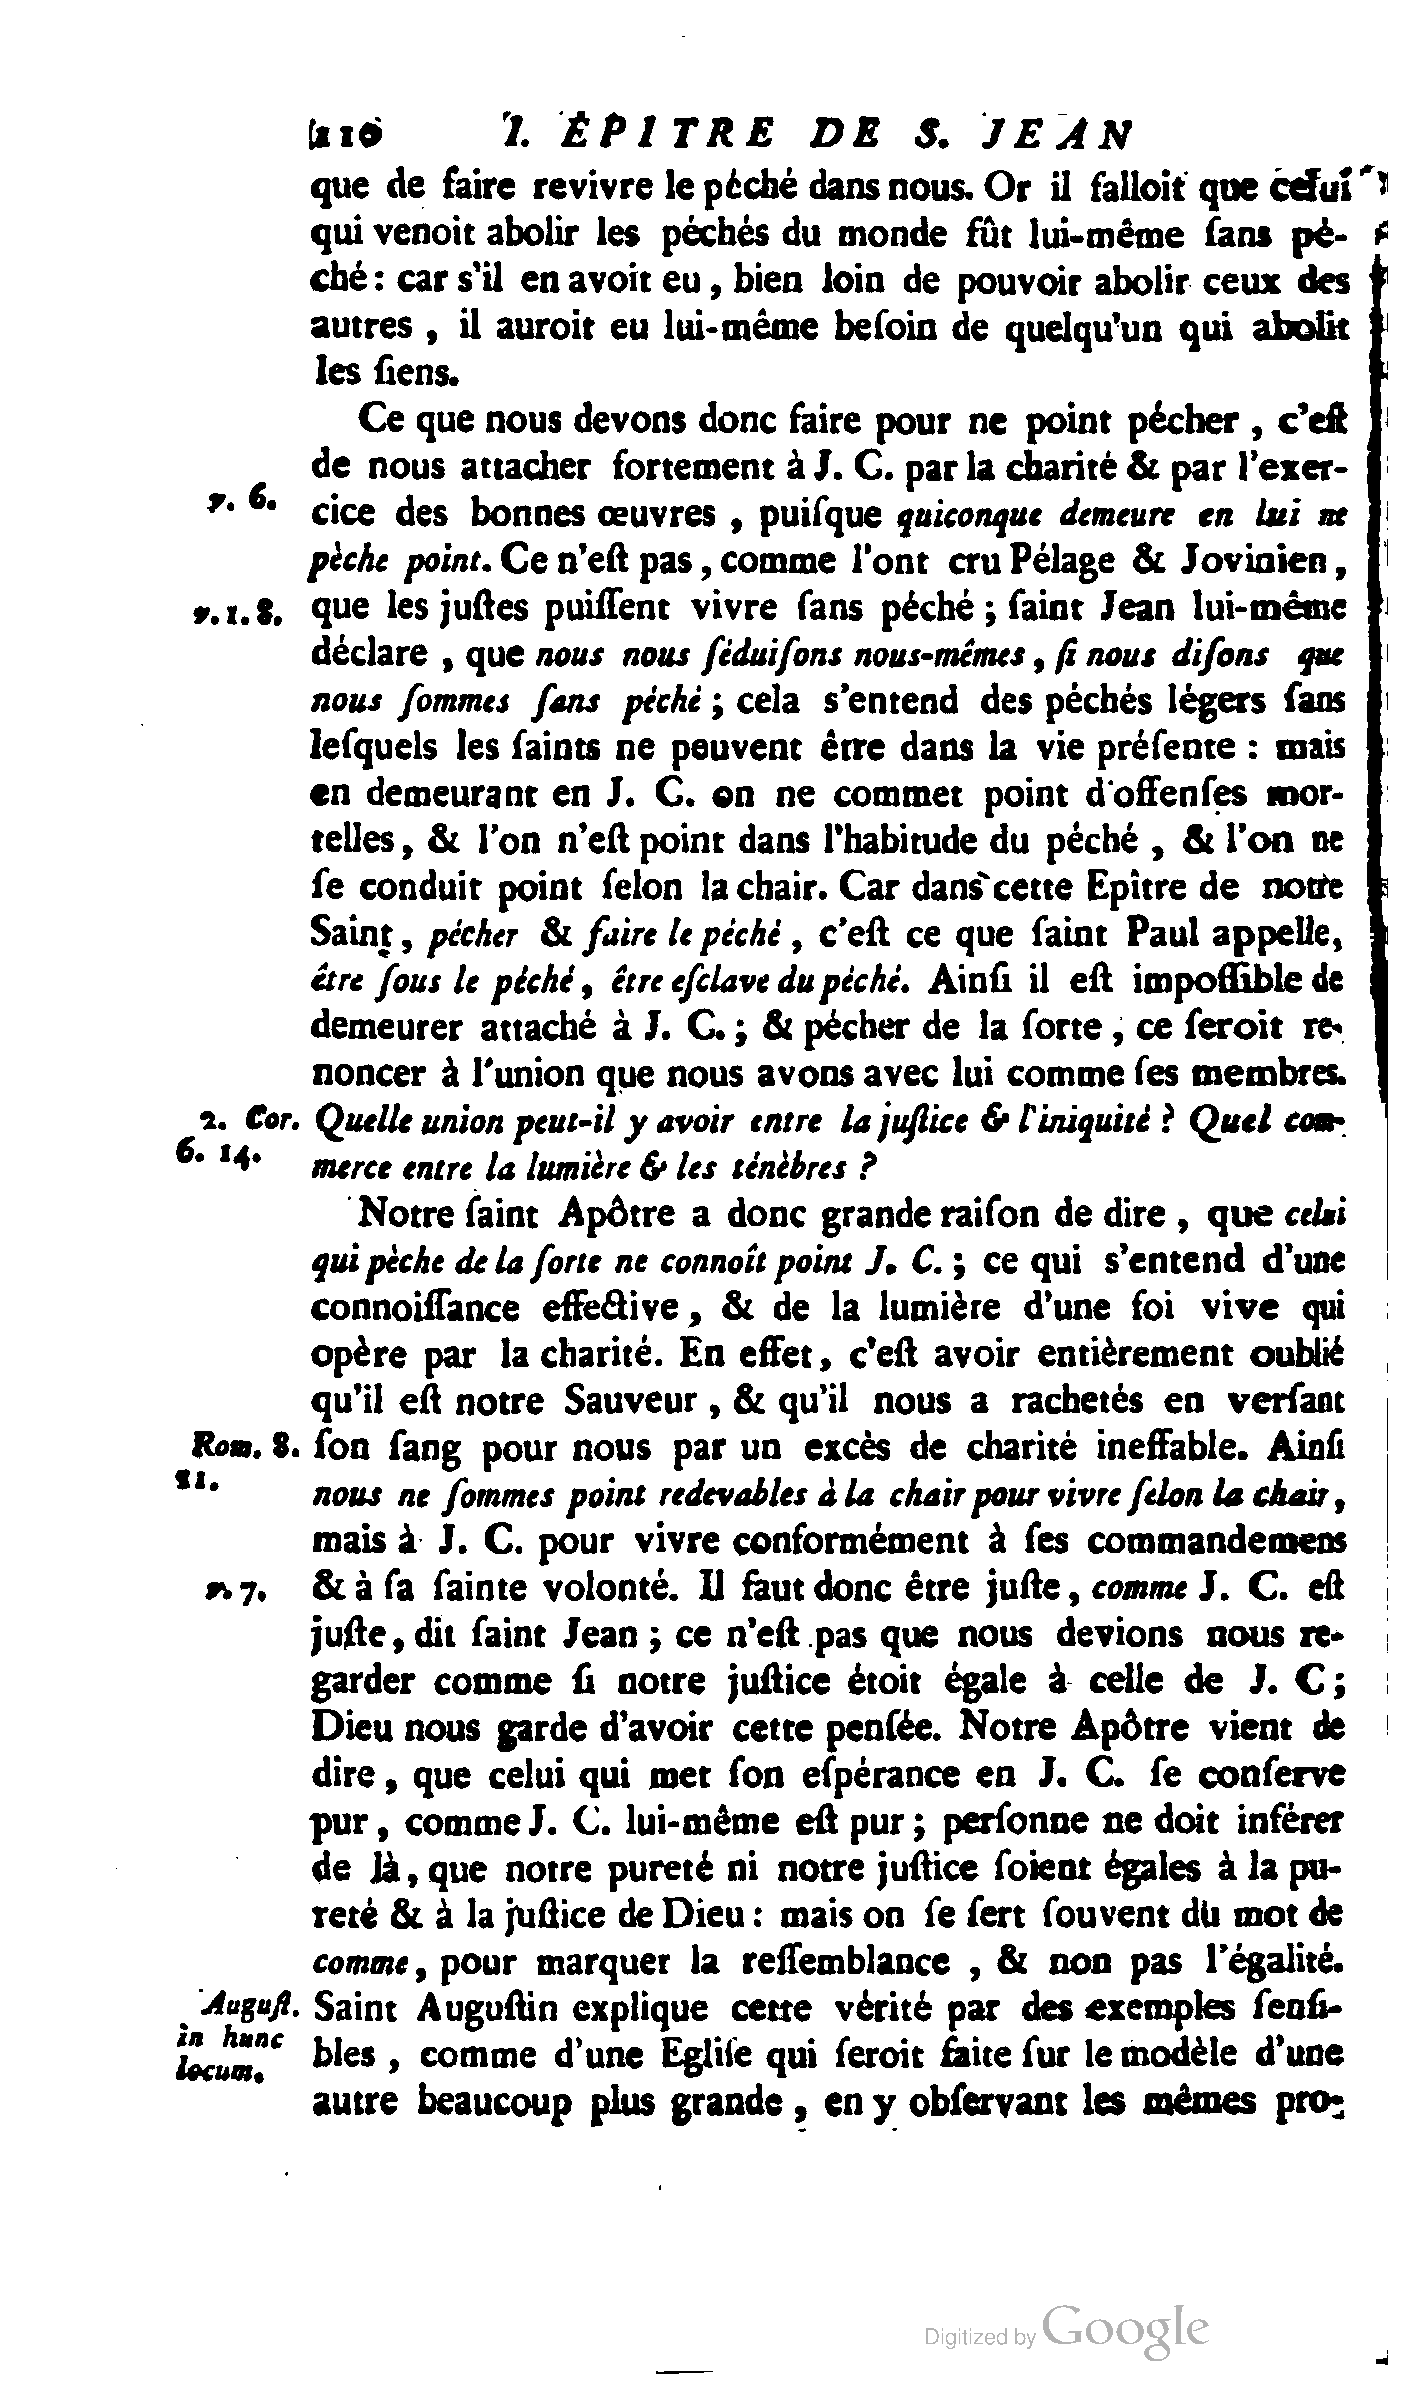 210 I. ÉPITRE DE S. JEAN
que de faire revivre le péché dans nous. Or il falloit que celui
qui venoit abolir les péchés du monde fût lui-même ſans pé-
ché : car s'il en avoit eu, bien loin de pouvoir abolir ceux des
autres, il auroit eu lui-même beſoin de quelqu'un qui abolit
les ſiens.
Ce que nous devons donc faire pour ne point pécher, c'eſt
de nous attacher fortement à J. C. par la charité & par l'exer-
v. 6. cice des bonnes œuvres, puiſque quiconque demeure en lui ne
pèche point. Ce n'eſt pas, comme l'ont cru Pélage & Jovinien,
v. 1. 8. que les juſtes puiſſent vivre ſans péché ; ſaint Jean lui-même
déclare, que nous nous ſéduiſons nous-mêmes, ſi nous diſons que
nous ſommes ſans péché ; cela s'entend des péchés légers ſans
leſquels les ſaints ne peuvent être dans la vie préſente : mais
en demeurant en J. C. on ne commet point d'offenſes mor-
telles, & l'on n'eſt point dans l'habitude du péché, & l'on ne
ſe conduit point ſelon la chair. Car dans cette Epître de notre
Saint, pécher & faire le péché, c'eſt ce que ſaint Paul appelle,
être ſous le péché, être eſclave du péché. Ainſi il eſt impoſſible de
demeurer attaché à J. C. ; & pécher de la ſorte, ce ſeroit re-
noncer à l'union que nous avons avec lui comme ſes membres.
2. Cor. Quelle union peut-il y avoir entre la juſtice & l'iniquité ? Quel com-
6. 14. merce entre la lumière & les ténèbres ?
Notre ſaint Apôtre a donc grande raiſon de dire, que celui
qui pèche de la ſorte ne connoît point J. C. ; ce qui s'entend d'une
connoiſſance effective, & de la lumière d'une foi vive qui
opère par la charité. En effet, c'eſt avoir entièrement oublié
qu'il eſt notre Sauveur, & qu'il nous a rachetés en verſant
Rom. 8. ſon ſang pour nous par un excès de charité ineffable. Ainſi
21. nous ne ſommes point redevables à la chair pour vivre ſelon la chair,
mais à J. C. pour vivre conformément à ſes commandemens
v. 7. & à ſa ſainte volonté. Il faut donc être juſte, comme J. C. eſt
juſte, dit ſaint Jean ; ce n'eſt pas que nous devions nous re-
garder comme ſi notre juſtice étoit égale à celle de J. C ;
Dieu nous garde d'avoir cette penſée. Notre Apôtre vient de
dire, que celui qui met ſon eſpérance en J. C. ſe conſerve
pur, comme J. C. lui-même eſt pur ; perſonne ne doit inférer
de là, que notre pureté ni notre juſtice ſoient égales à la pu-
reté & à la juſtice de Dieu : mais on ſe ſert ſouvent du mot de
comme, pour marquer la reſſemblance, & non pas l'égalité.
Auguſt. Saint Auguſtin explique cette vérité par des exemples ſenſi-
in hunc bles, comme d'une Egliſe qui ſeroit faite ſur le modèle d'une
locum. autre beaucoup plus grande, en y obſervant les mêmes pro-
Digitized by Google